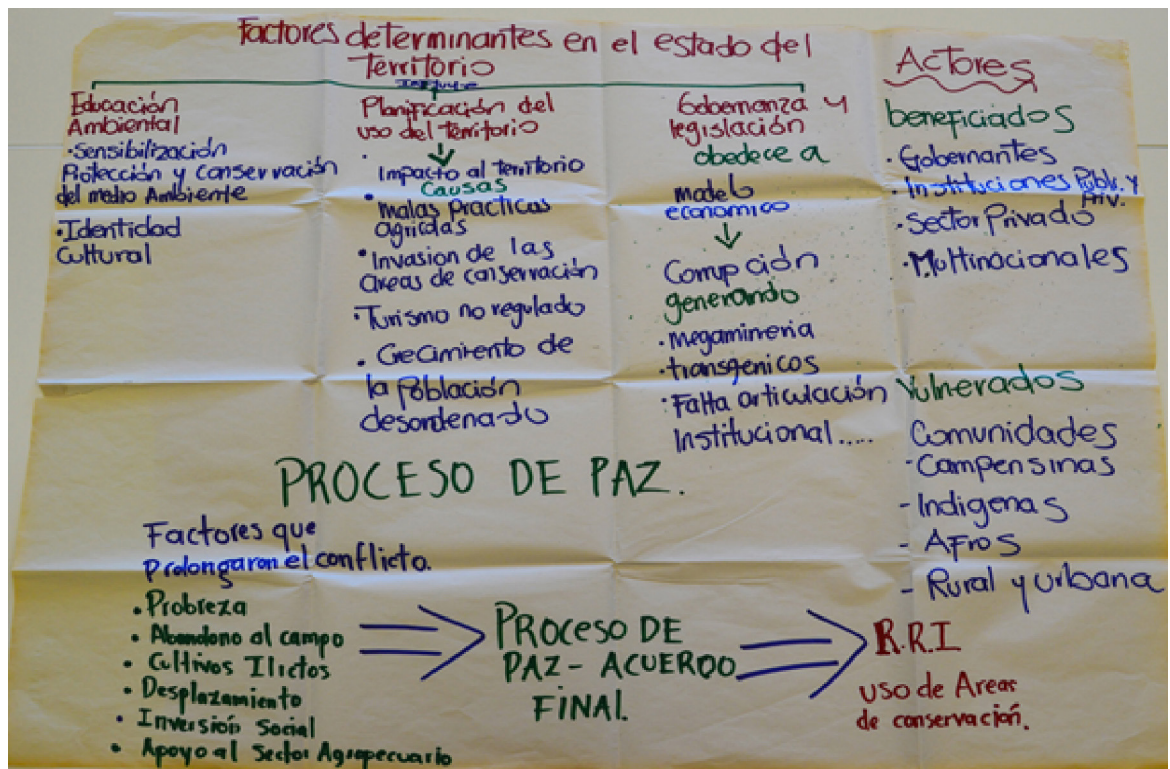 Factores determinantes en el estado del
territorio
Educación
Ambiental
• Sensibilización
Protección y conservación
del medio Ambiente
• Identidad
Cultural
Planificación del
uso del territorio
Impacto al territorio
Causas
• malas practicas
agricolas
• Invasion de las
areas de conservación
• Turismo no regulado
• Crecimiento de
la Población
desordenado
Gobernanza y
legislación
obedece a
modelo
economico
Corrupción
generando
• Megamineria
• transgenicos
• Falta articulación
Institucional.....
Actores
beneficiados
• Gobernantes
• Instituciones Publi. y
Priv.
• Sector Privado
• Multinacionales
Vulnerados
Comunidades
- Campensinas
- Indigenas
- Afros
- Rural y urbana
PROCESO DE PAZ.
Factores que
Prolongaron el conflicto.
• Probreza
• Abandono al campo
• Cultivos Ilictos
• Desplazamiento
• Inversión Social
• Apoyo al Sector Agropecuario
PROCESO DE
PAZ - ACUERDO
FINAL.
R.R.I
uso de Areas
de conservación.